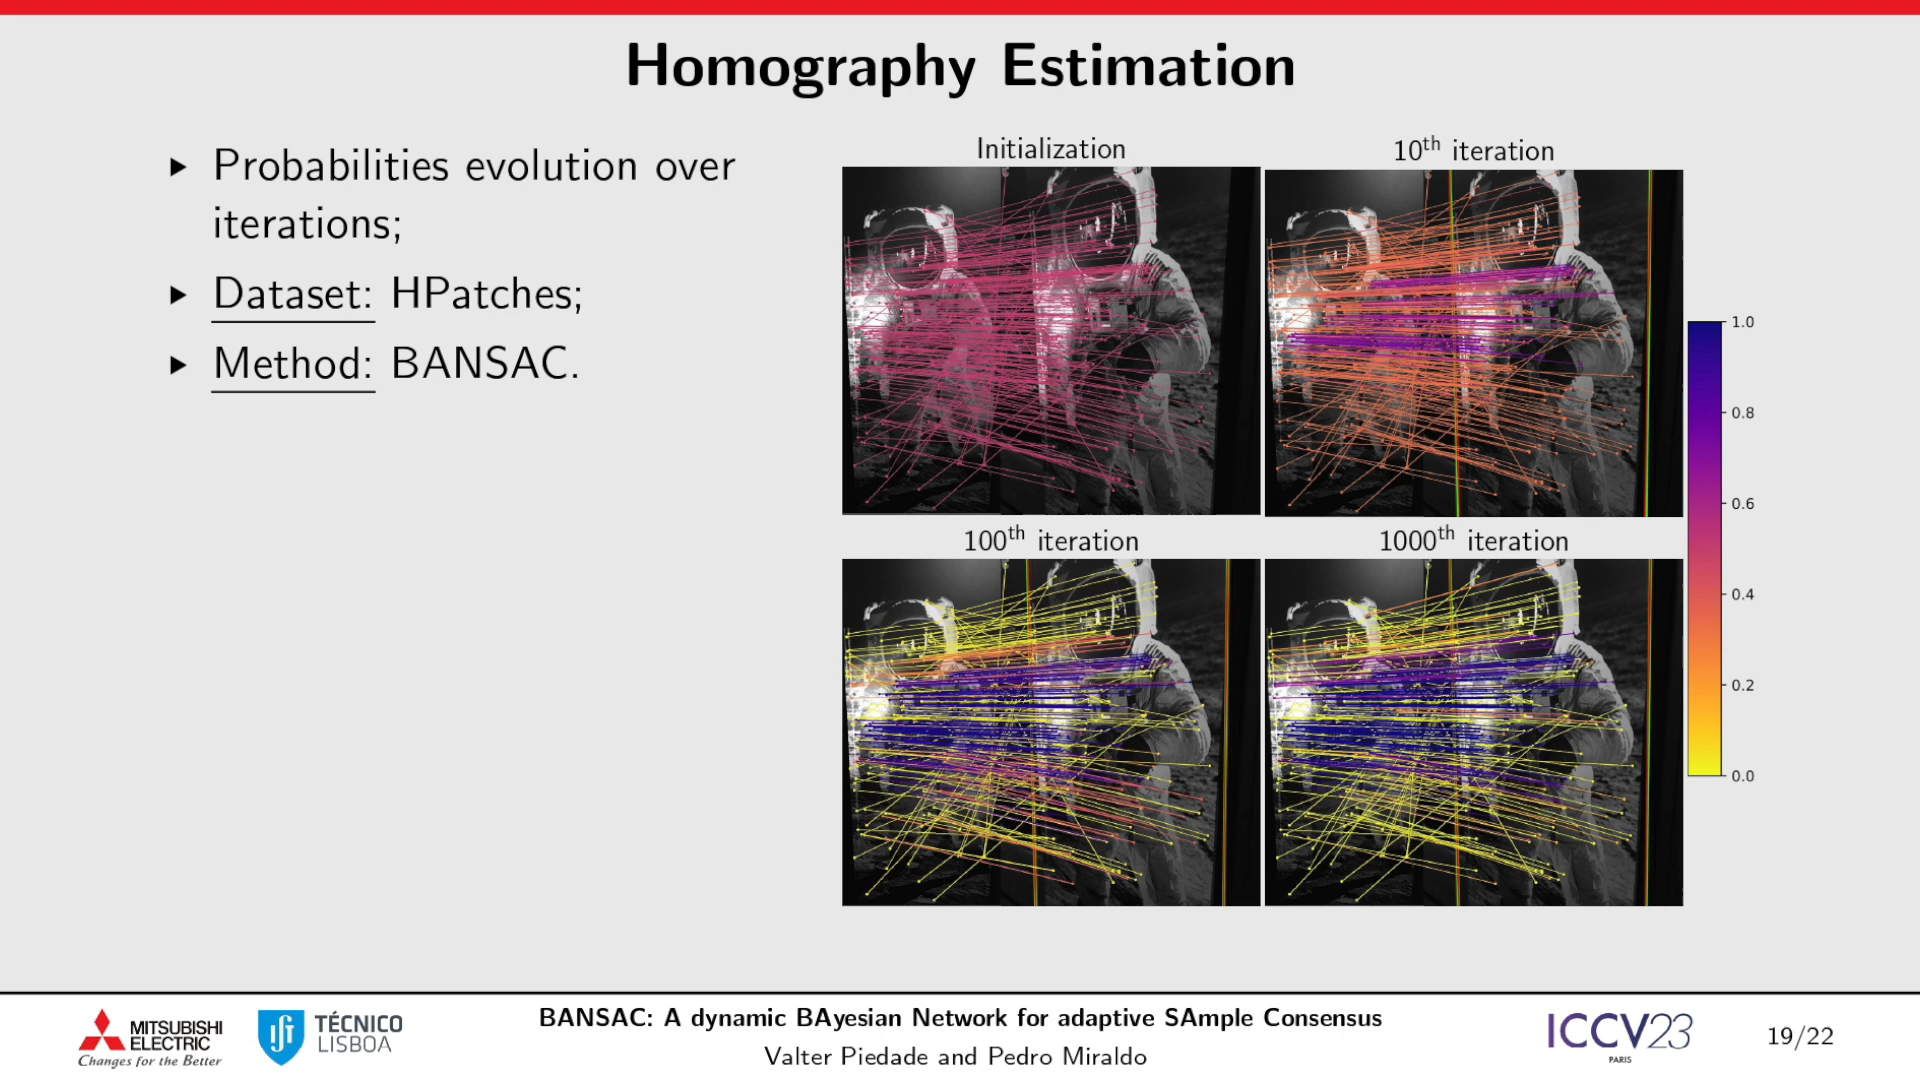 Homography Estimation
Probabilities evolution over
iterations;
Dataset: HPatches;
Method: BANSAC.
Initialization
10th iteration
100th iteration
1000th iteration
1.0
0.8
0.6
0.4
0.2
0.0
MITSUBISHI
ELECTRIC
Changes for the Better
TÉCNICO
LISBOA
BANSAC: A dynamic BAyesian Network for adaptive SAmple Consensus
Valter Piedade and Pedro Miraldo
ICCV23
PARIS
19/22